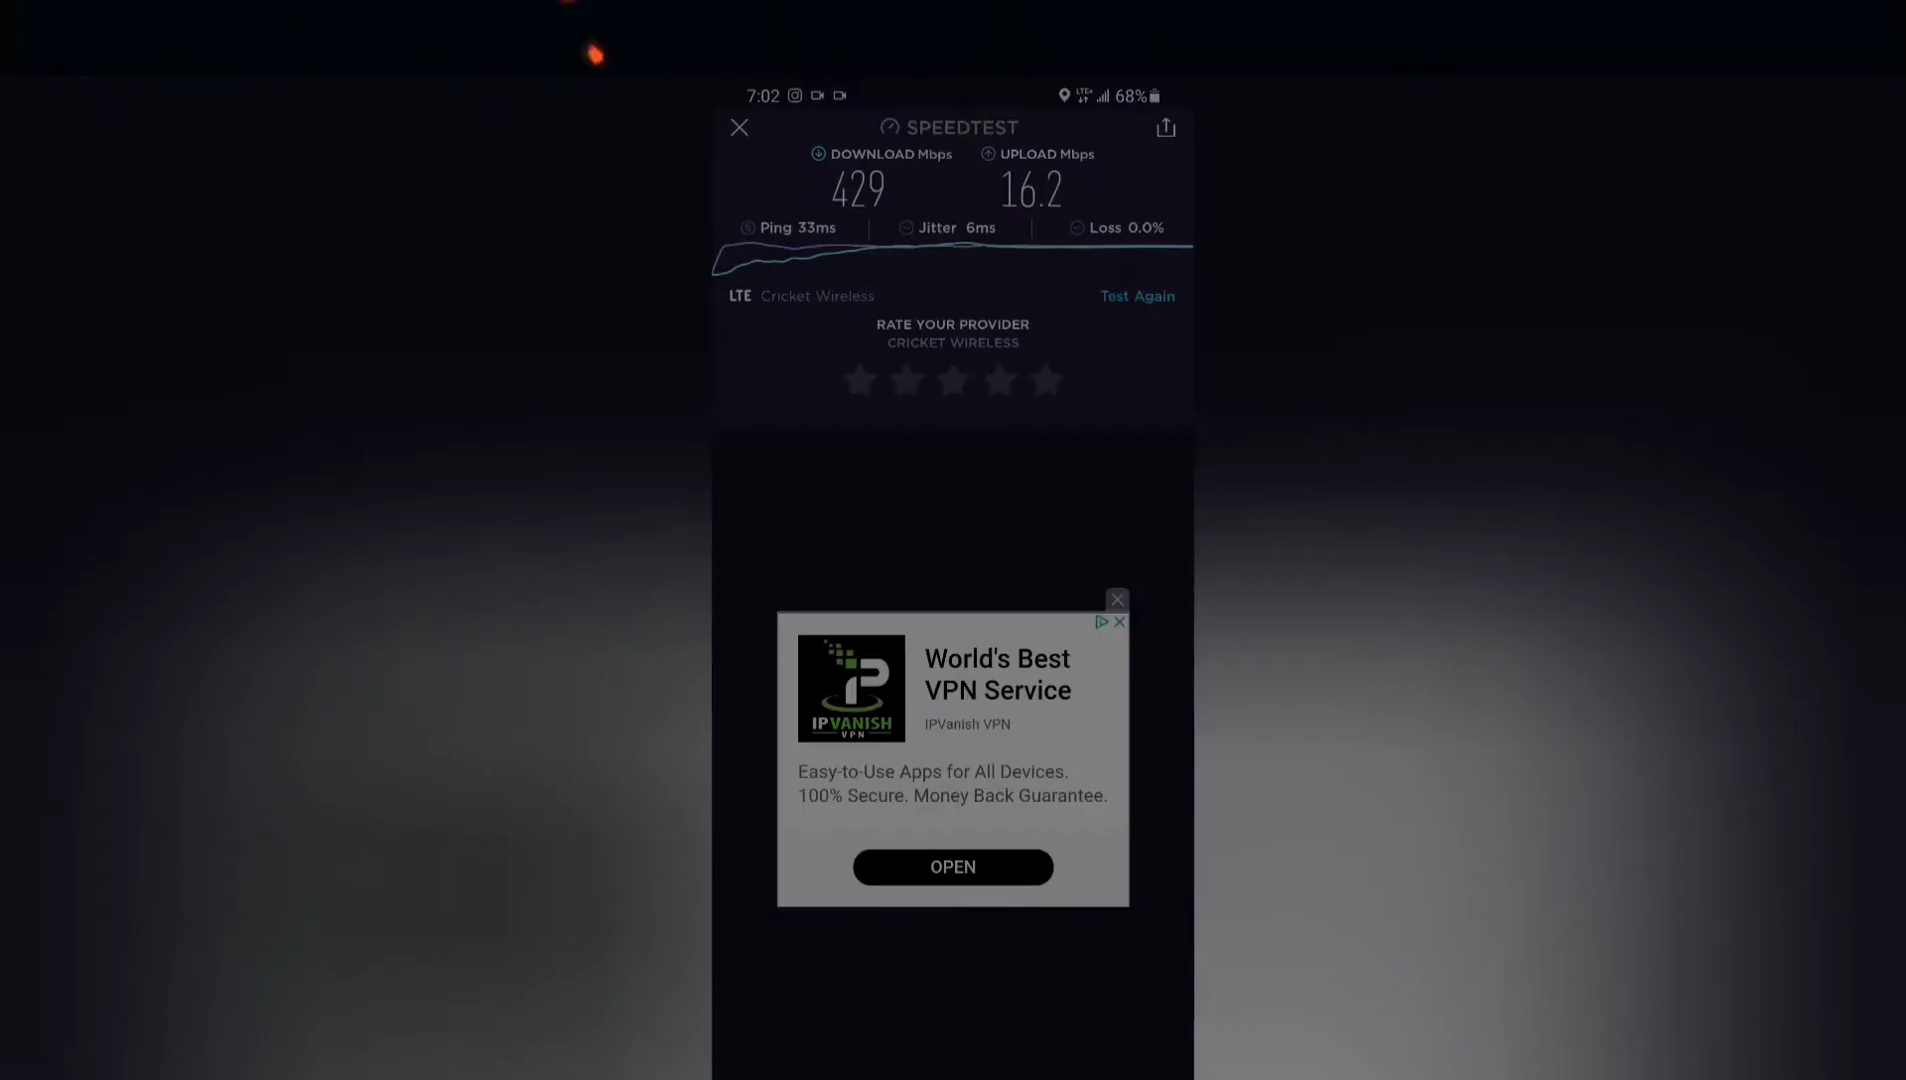 7:02 LTE+ 68%
SPEEDTEST
DOWNLOAD Mbps UPLOAD Mbps
429 16.2
Ping 33ms Jitter 6ms Loss 0.0%
LTE Cricket Wireless Test Again
RATE YOUR PROVIDER
CRICKET WIRELESS
World's Best
VPN Service
IPVanish VPN
IPVANISH
VPN
Easy-to-Use Apps for All Devices.
100% Secure. Money Back Guarantee.
OPEN